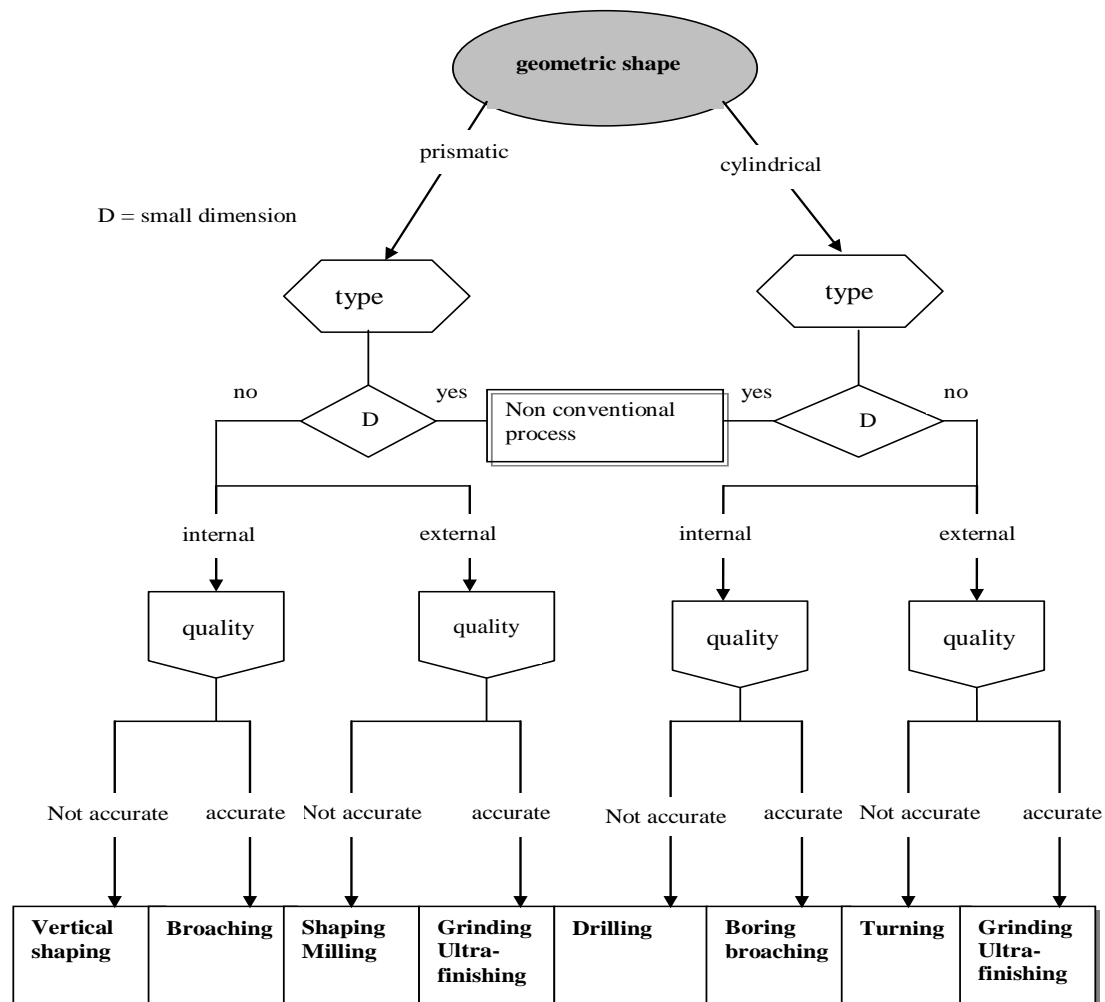 geometric shape
prismatic
cylindrical
D = small dimension
type
type
no
yes
Non conventional
process
yes
no
D
D
internal
external
internal
external
quality
quality
quality
quality
Not accurate
accurate
Not accurate
accurate
Not accurate
accurate
Not accurate
accurate
Vertical
shaping
Broaching
Shaping
Milling
Grinding
Ultra-
finishing
Drilling
Boring
broaching
Turning
Grinding
Ultra-
finishing